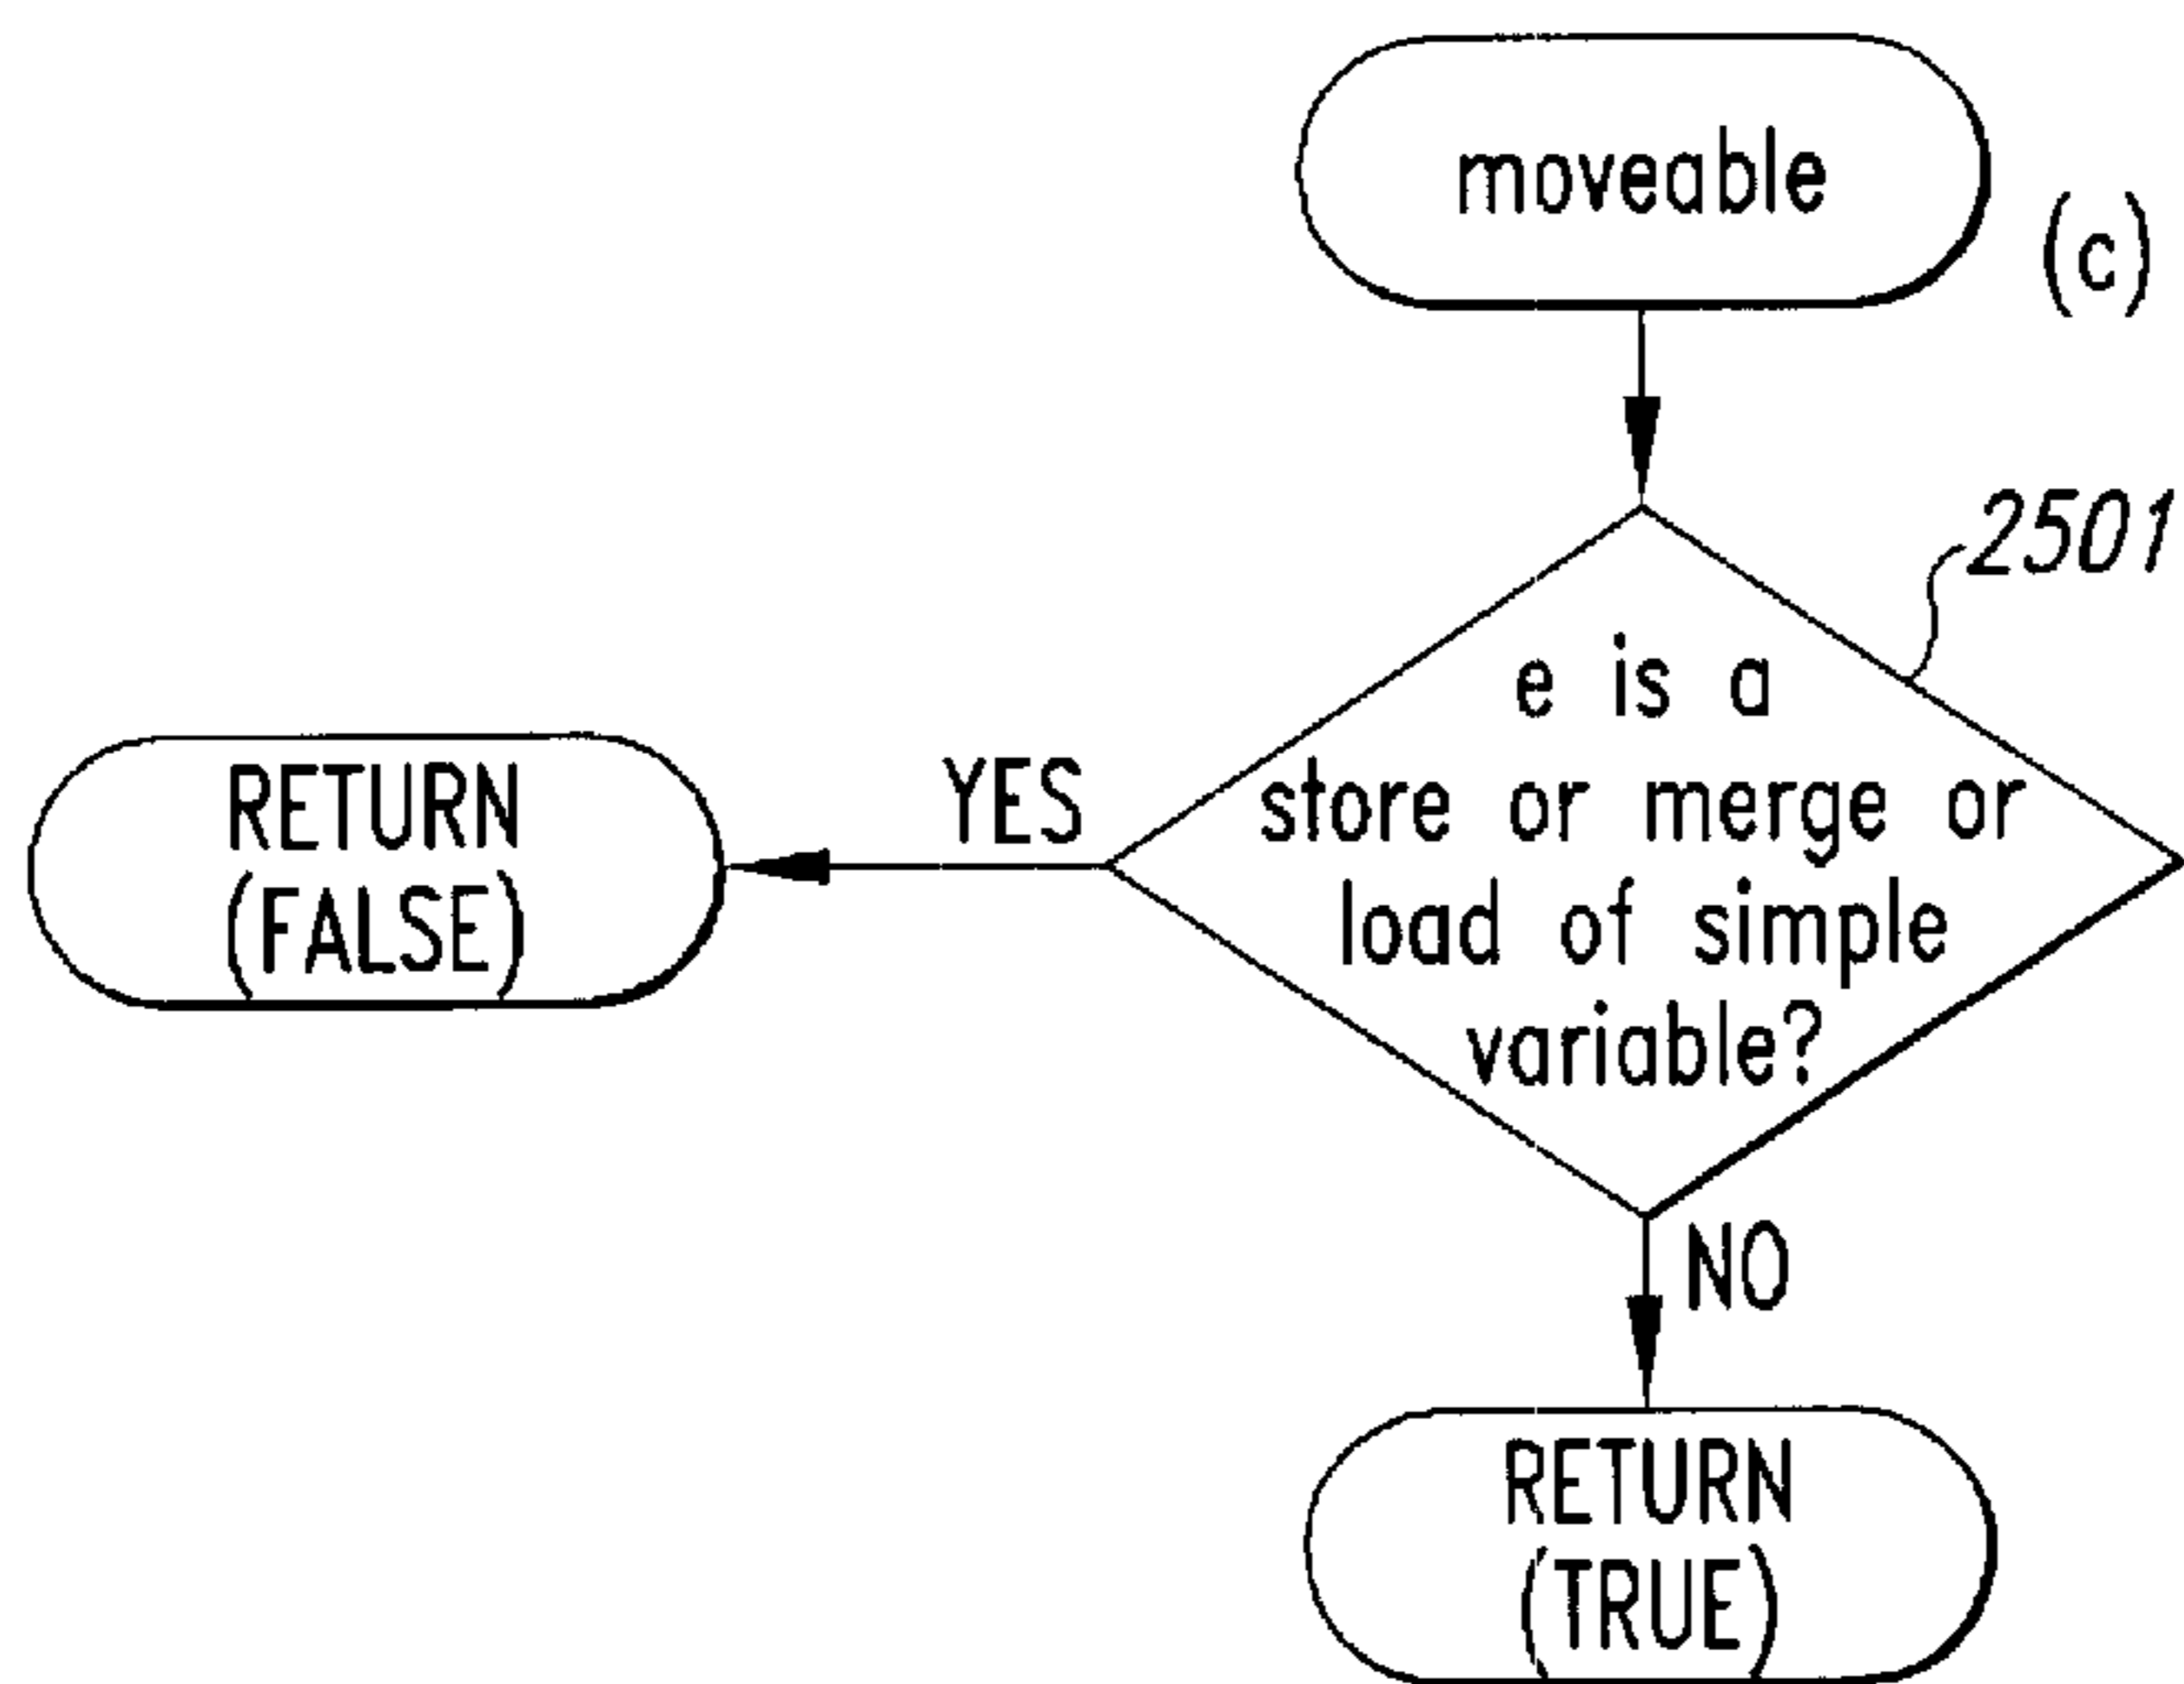 moveable
(c)
2501
e is a
store or merge or
load of simple
variable?
YES
RETURN
(FALSE)
NO
RETURN
(TRUE)